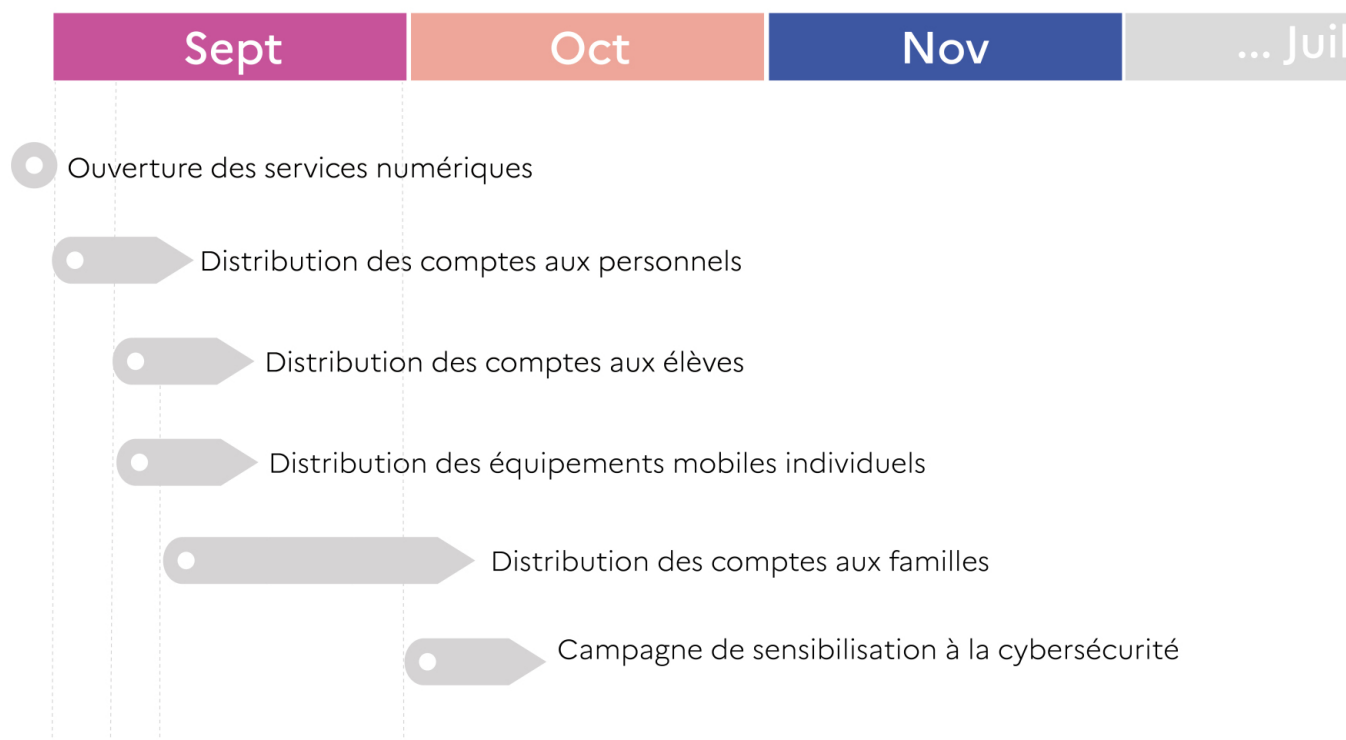 Sept
Oct
Nov
... Juil
Ouverture des services numériques
Distribution des comptes aux personnels
Distribution des comptes aux élèves
Distribution des équipements mobiles individuels
Distribution des comptes aux familles
Campagne de sensibilisation à la cybersécurité